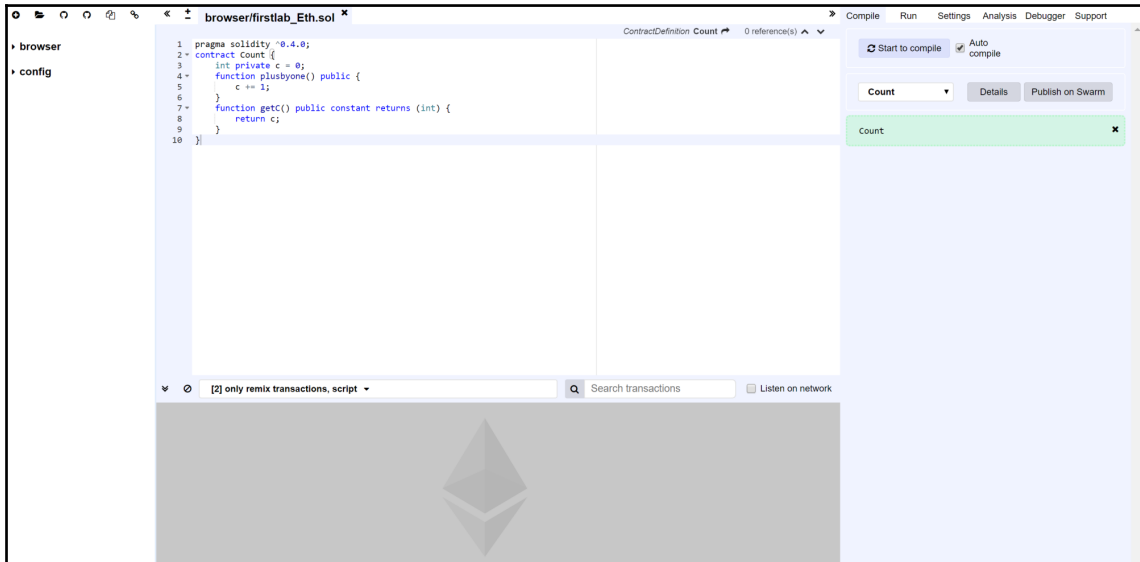 browser/firstlab_Eth.sol
Compile Run Settings Analysis Debugger Support
browser
config
ContractDefinition Count 0 reference(s)
1 pragma solidity ^0.4.0;
2 contract Count {
3 int private c = 0;
4 function plusbyone() public {
5 c += 1;
6 }
7 function getC() public constant returns (int) {
8 return c;
9 }
10 }
Start to compile Auto compile
Count Details Publish on Swarm
Count
[2] only remix transactions, script Search transactions Listen on network